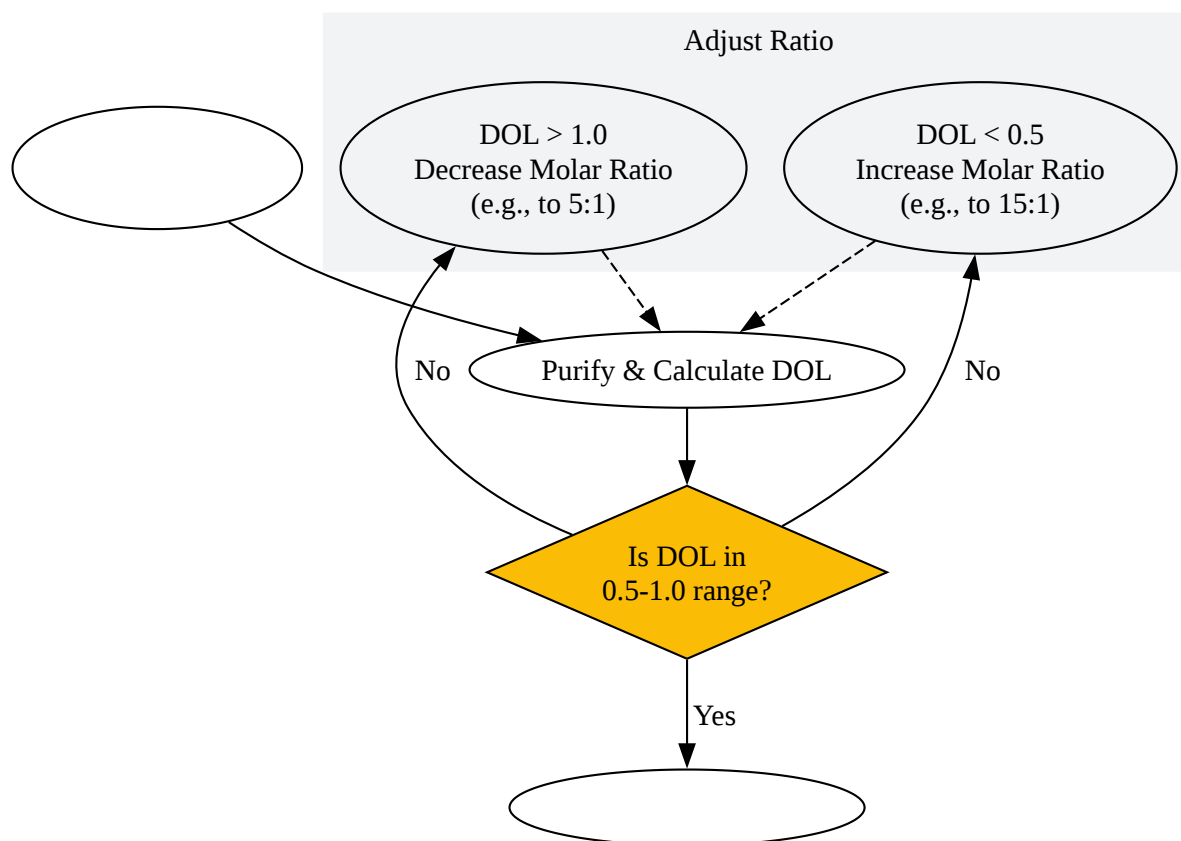 Adjust Ratio
DOL > 1.0
Decrease Molar Ratio
(e.g., to 5:1)
DOL < 0.5
Increase Molar Ratio
(e.g., to 15:1)
No
Purify & Calculate DOL
No
Is DOL in
0.5-1.0 range?
Yes